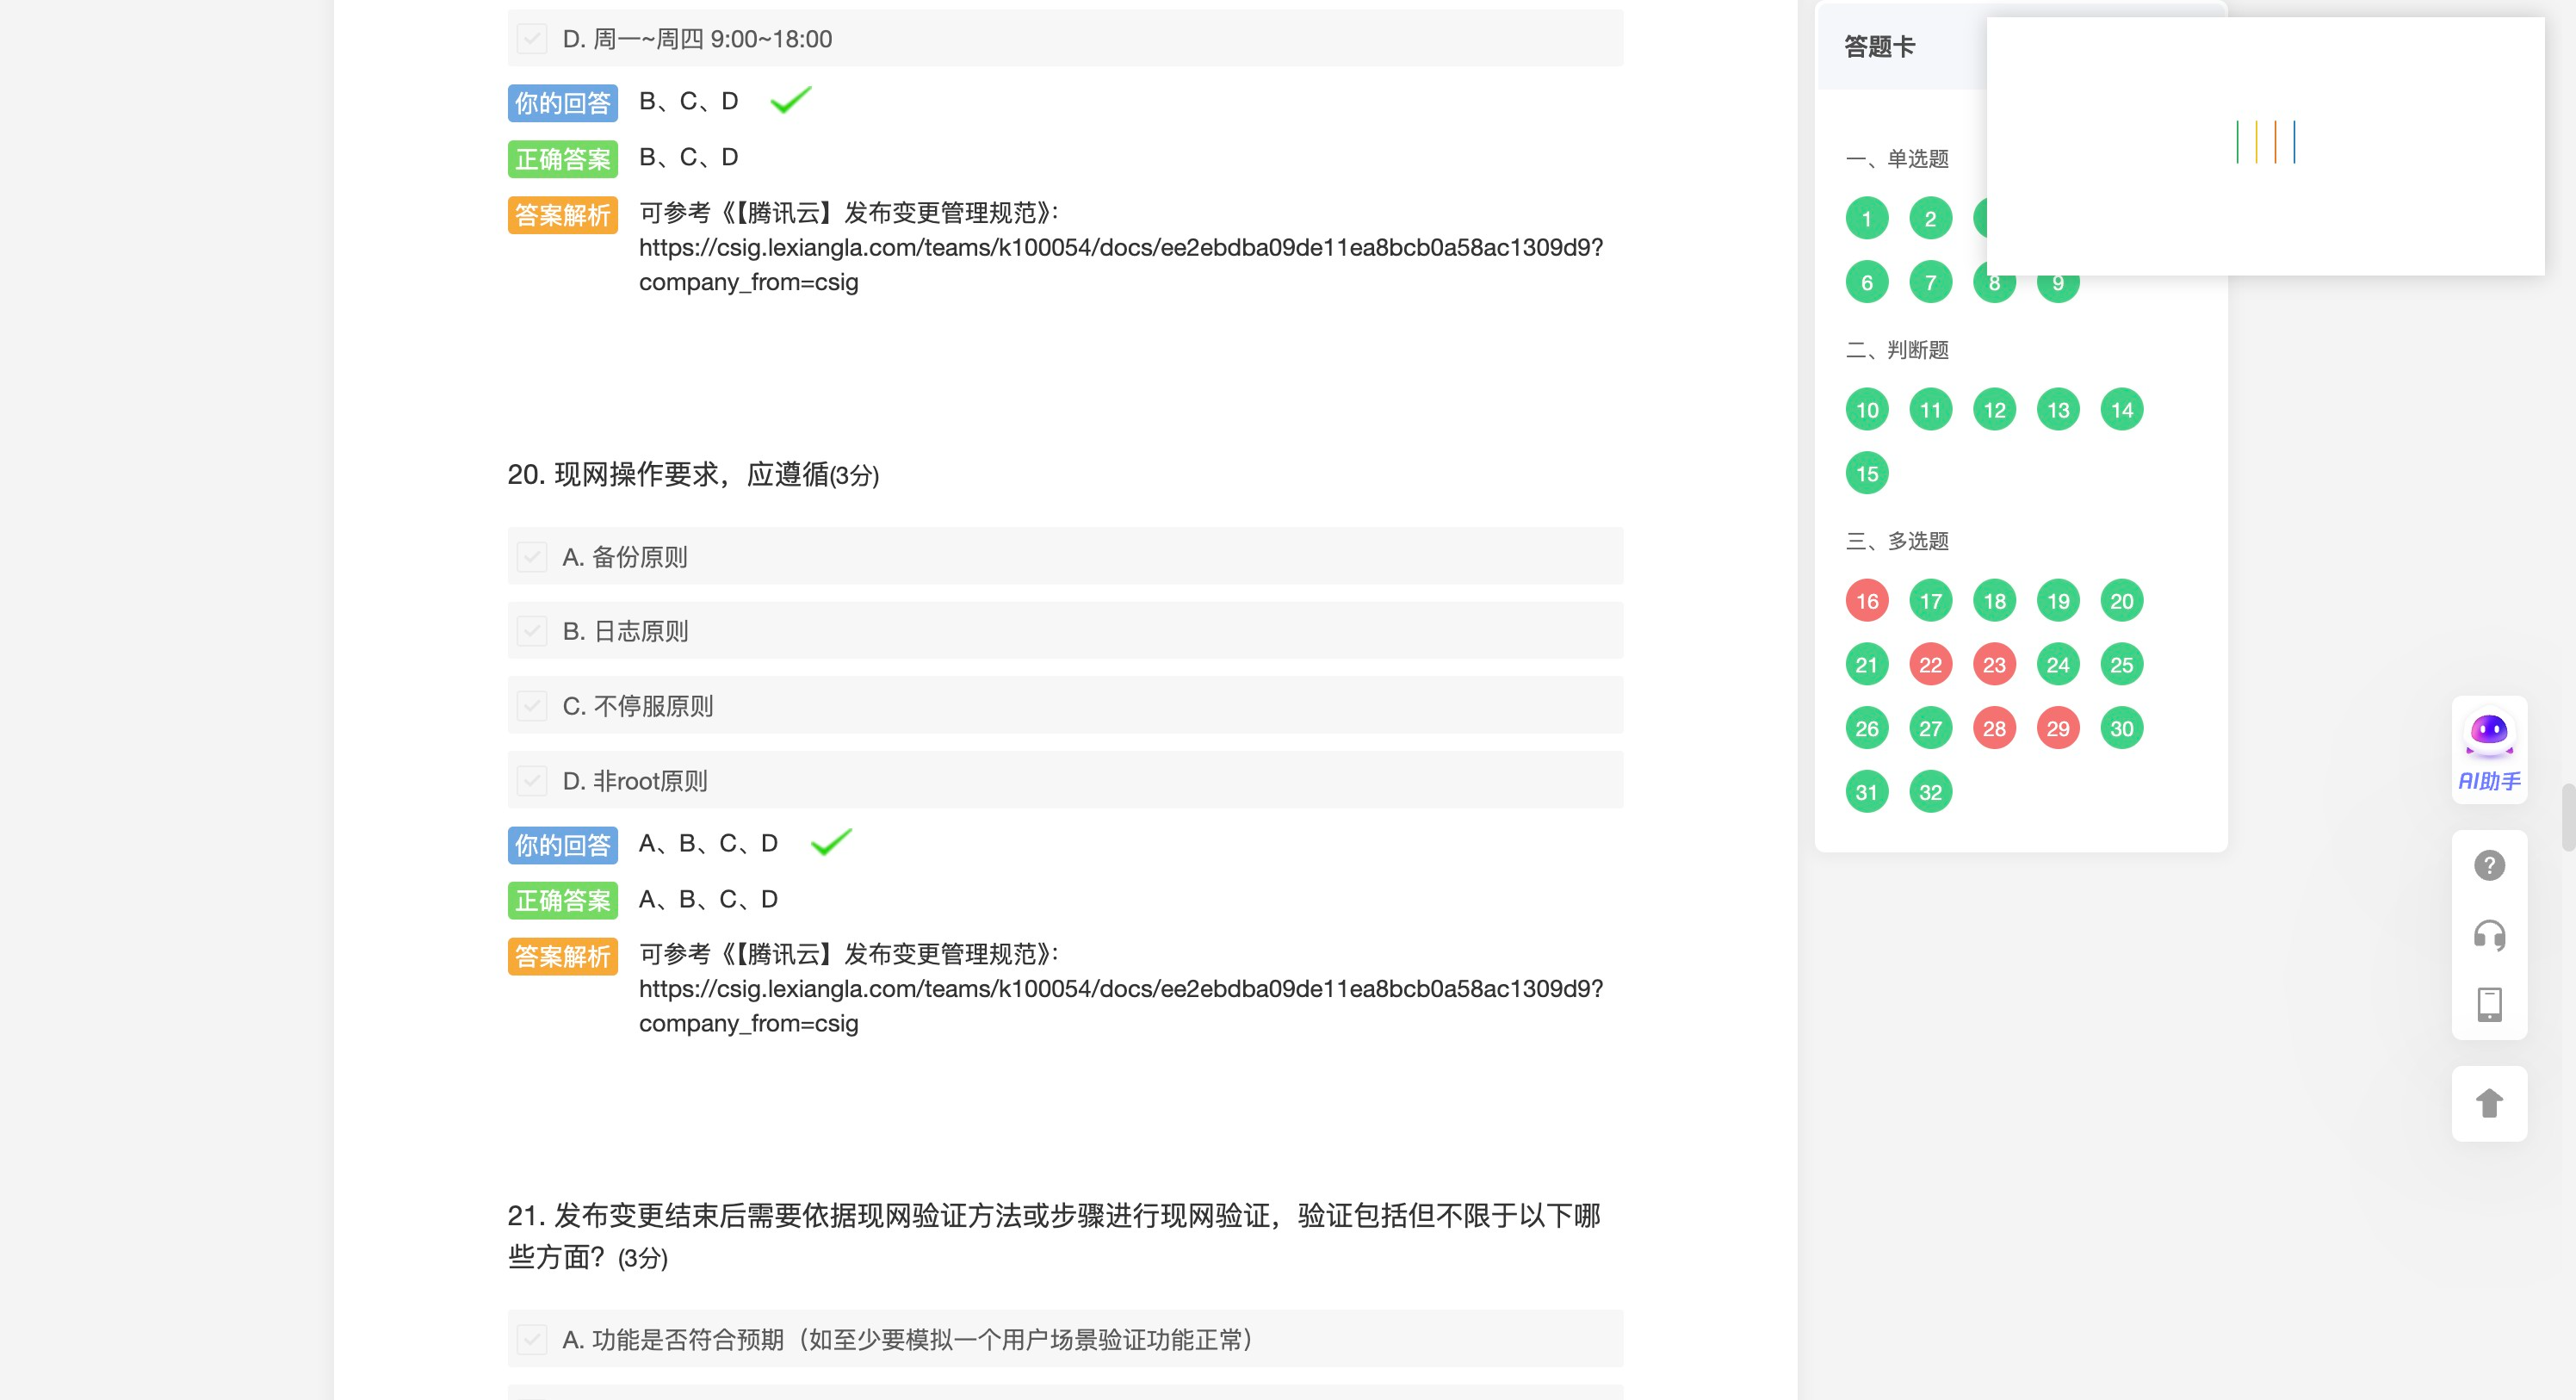 D. 周一~周四 9:00~18:00
你的回答 B、C、D
正确答案 B、C、D
答案解析 可参考《【腾讯云】发布变更管理规范》：
https://csig.lexiangla.com/teams/k100054/docs/ee2ebdba09de11ea8bcb0a58ac1309d9?
company_from=csig
20. 现网操作要求，应遵循(3分)
A. 备份原则
B. 日志原则
C. 不停服原则
D. 非root原则
你的回答 A、B、C、D
正确答案 A、B、C、D
答案解析 可参考《【腾讯云】发布变更管理规范》：
https://csig.lexiangla.com/teams/k100054/docs/ee2ebdba09de11ea8bcb0a58ac1309d9?
company_from=csig
21. 发布变更结束后需要依据现网验证方法或步骤进行现网验证，验证包括但不限于以下哪
些方面？(3分)
A. 功能是否符合预期（如至少要模拟一个用户场景验证功能正常）
答题卡
一、单选题
1 2
6 7 8 9
二、判断题
10 11 12 13 14
15
三、多选题
16 17 18 19 20
21 22 23 24 25
26 27 28 29 30
31 32
AI助手